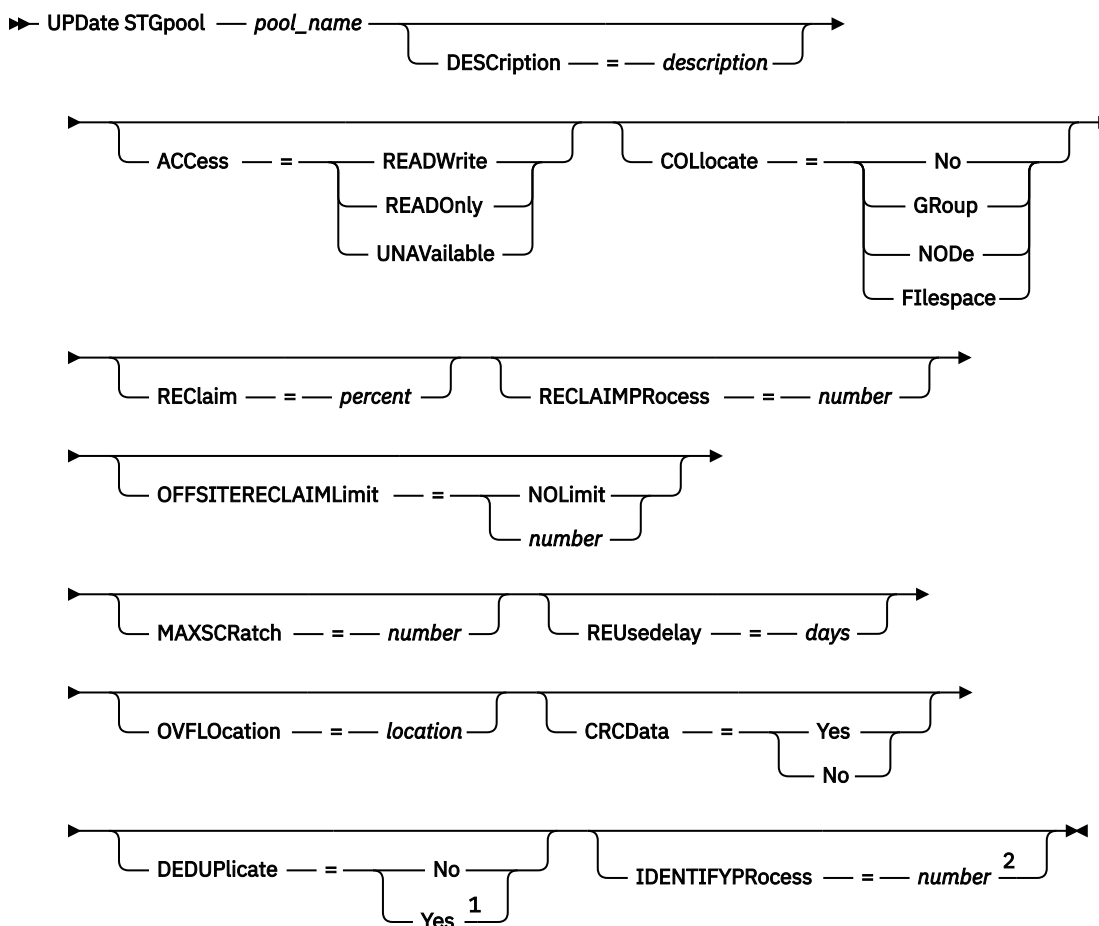 UPDate STGpool — pool_name
DESCription — = — description
ACCess — = READWrite
READOnly
UNAVailable
COLlocate — = No
GRoup
NODe
FIlespace
REClaim — = — percent
RECLAIMPRocess — = — number
OFFSITERECLAIMLimit — = NOLimit
number
MAXSCRatch — = — number
REUsedelay — = — days
OVFLOcation — = — location
CRCData — = Yes
No
DEDUPlicate — = No
Yes 1
IDENTIFYPRocess — = — number 2